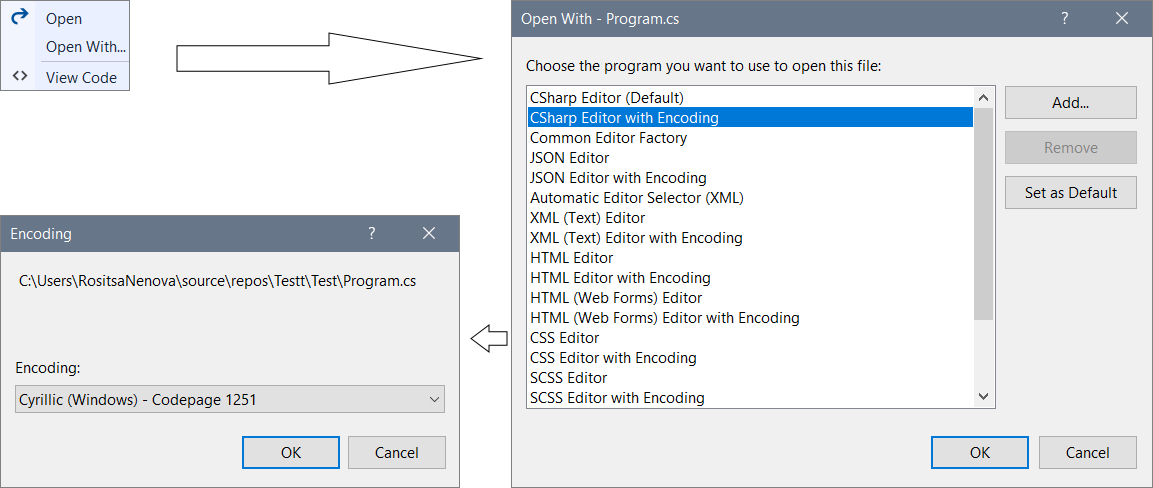 Open
Open With...
View Code
Open With - Program.cs
?
Choose the program you want to use to open this file:
CSharp Editor (Default)
CSharp Editor with Encoding
Common Editor Factory
JSON Editor
JSON Editor with Encoding
Automatic Editor Selector (XML)
XML (Text) Editor
XML (Text) Editor with Encoding
HTML Editor
HTML Editor with Encoding
HTML (Web Forms) Editor
HTML (Web Forms) Editor with Encoding
CSS Editor
CSS Editor with Encoding
SCSS Editor
SCSS Editor with Encoding
Add...
Remove
Set as Default
OK
Cancel
Encoding
?
C:\Users\RositsaNenova\source\repos\Testt\Test\Program.cs
Encoding:
Cyrillic (Windows) - Codepage 1251
OK
Cancel